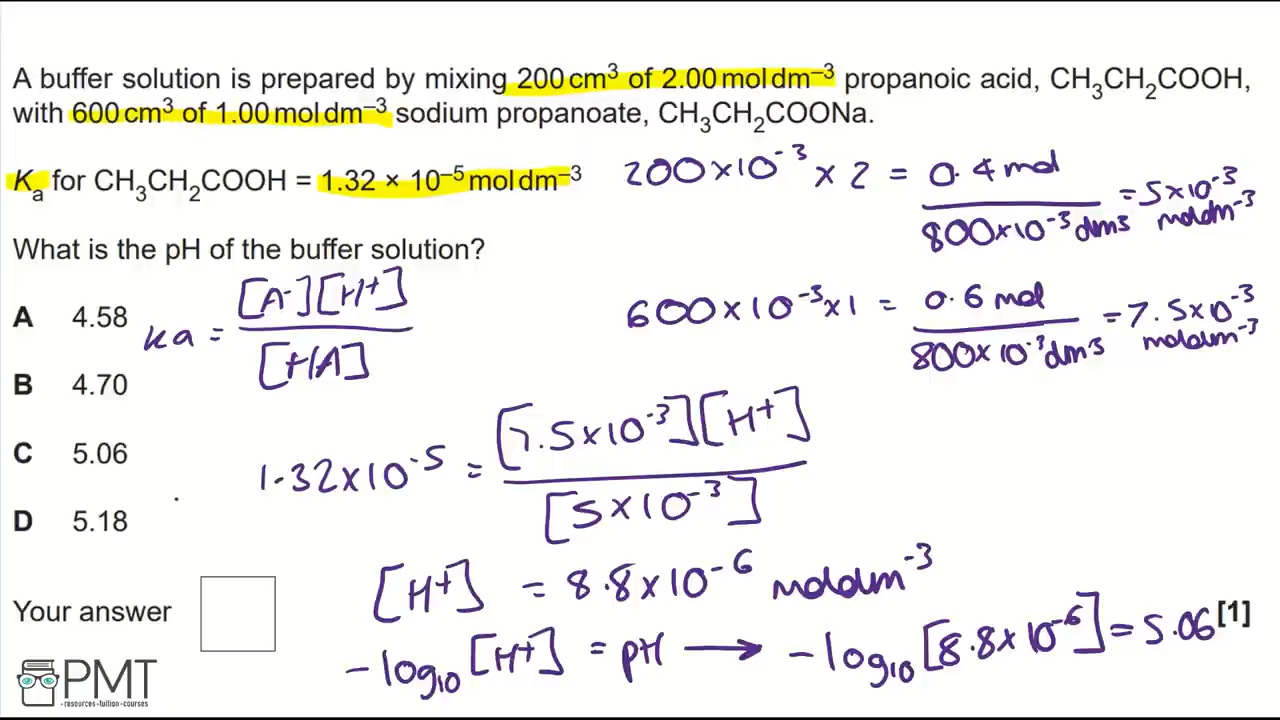 A buffer solution is prepared by mixing 200 cm³ of 2.00 mol dm⁻³ propanoic acid, CH₃CH₂COOH,
with 600 cm³ of 1.00 mol dm⁻³ sodium propanoate, CH₃CH₂COONa.
Kₐ for CH₃CH₂COOH = 1.32 × 10⁻⁵ mol dm⁻³
200×10⁻³ × 2 = 0.4 mol / 800×10⁻³ dm³ = 5×10⁻³ moldm⁻³
What is the pH of the buffer solution?
A 4.58
B 4.70
C 5.06
D 5.18
ka = [A⁻][H⁺] / [HA]
600×10⁻³×1 = 0.6 mol / 800×10⁻³ dm³ = 7.5×10⁻³ moldm⁻³
1.32×10⁻⁵ = [7.5×10⁻³][H⁺] / [5×10⁻³]
[H⁺] = 8.8×10⁻⁶ moldm⁻³
-log₁₀[H⁺] = pH → -log₁₀[8.8×10⁻⁶] = 5.06
[1]
Your answer
PMT
-resources-tuition-courses